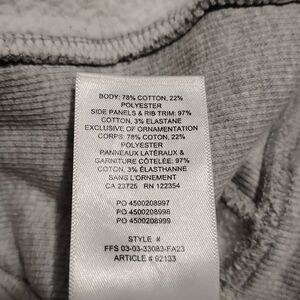 BODY: 78% COTTON, 22%
POLYESTER
SIDE PANELS & RIB TRIM: 97%
COTTON, 3% ELASTANE
EXCLUSIVE OF ORNAMENTATION
CORPS: 78% COTON, 22%
POLYESTER
PANNEAUX LATÉRAUX &
GARNITURE CÔTELÉE: 97%
COTON, 3% ÉLASTHANNE
SANS L'ORNEMENT
CA 23725 RN 122354
PO 4500208997
PO 4500208998
PO 4500208999
STYLE #
FFS 03-03-33083-FA23
ARTICLE # 92133